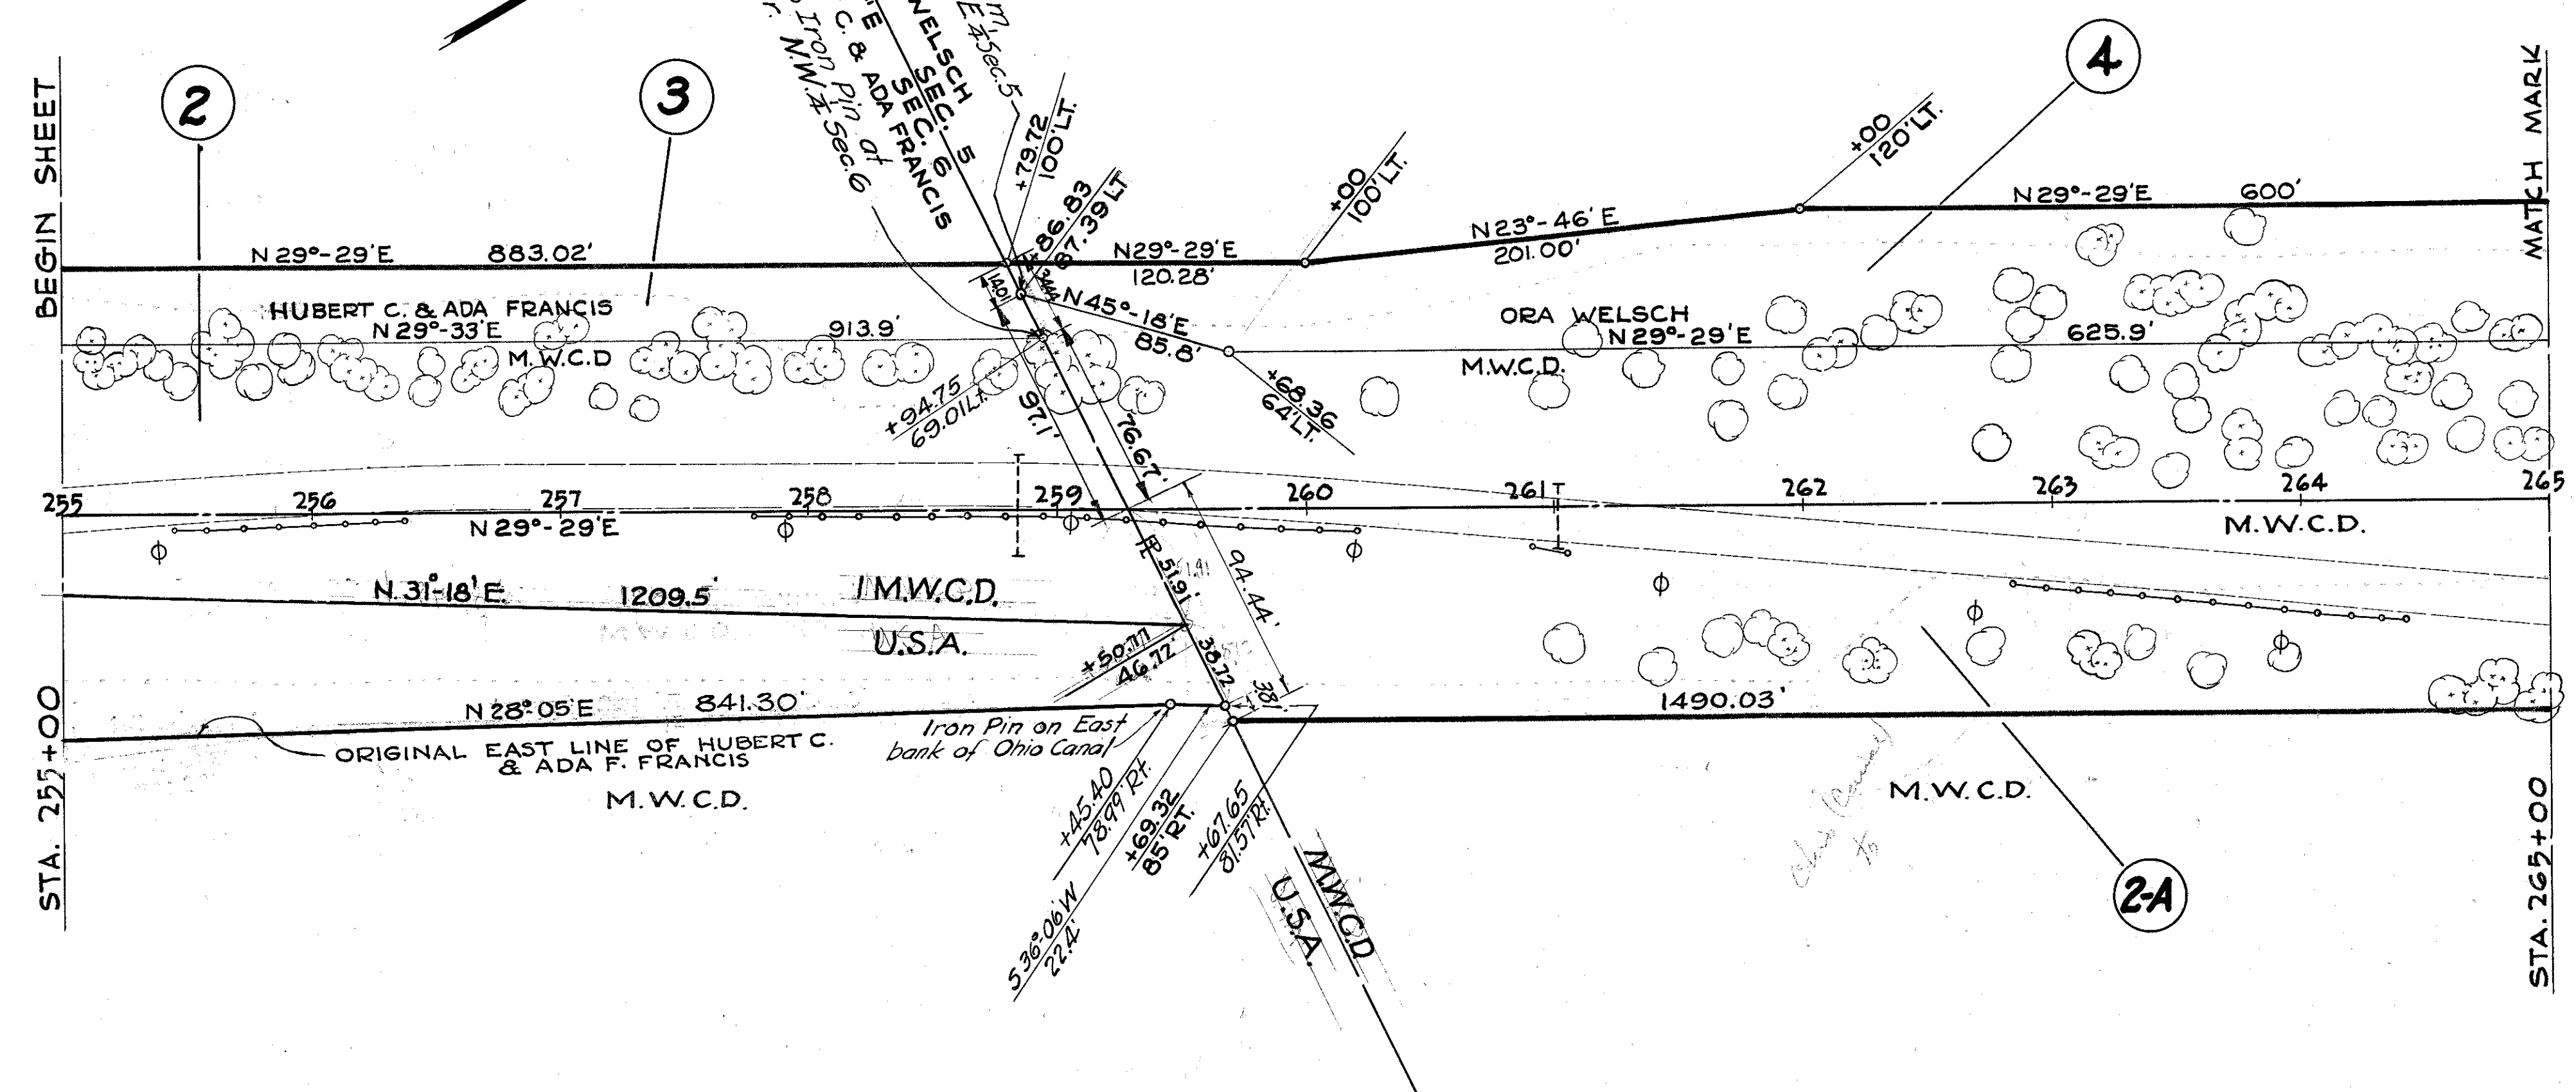 BEGIN SHEET
2
3
4
MATCH MARK
NELSCH
SEC. 5
SEC. 6
C. & ADA FRANCIS
Iron Pin at
N.W.¼ Sec.6
+79.72
100'LT.
+86.83
87.39 LT
+00
100'LT.
+00
120'LT.
N 29°-29'E 883.02'
N29°-29'E
120.28'
N23°-46'E
201.00'
N29°-29'E 600'
HUBERT C. & ADA FRANCIS
N 29°-33'E 913.9'
M.W.C.D
14.01
N45°-18'E
85.8'
ORA WELSCH
N29°-29'E 625.9'
M.W.C.D.
+94.75
69.01Lt.
97.1'
76.67'
+68.36
64'LT.
255 256 257 258 259 260 261 262 263 264 265
N29°-29'E
M.W.C.D.
51.91'
94.44'
N.31°-18'E. 1209.5'
M.W.C.D.
U.S.A.
+50.77
46.72'
38.72
3.81
N28°05'E 841.30'
1490.03'
Iron Pin on East
bank of Ohio Canal
ORIGINAL EAST LINE OF HUBERT C.
& ADA F. FRANCIS
M.W.C.D.
M.W.C.D.
+45.40
78.99'Rt.
+69.32
85'RT.
+67.65
81.57'Rt.
S36°-06'W
22.4'
M.W.C.D
U.S.A.
2-A
STA. 255+00
STA. 265+00